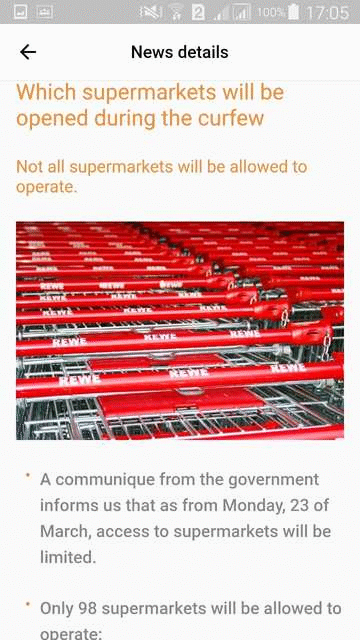 2 100% 17:05
News details
Which supermarkets will be
opened during the curfew
Not all supermarkets will be allowed to
operate.
REWE
REWE
REWE
REWE
REWE
REWE
REWE
REWE
REWE
REWE
REWE
REWE
A communique from the government
informs us that as from Monday, 23 of
March, access to supermarkets will be
limited.
Only 98 supermarkets will be allowed to
operate: